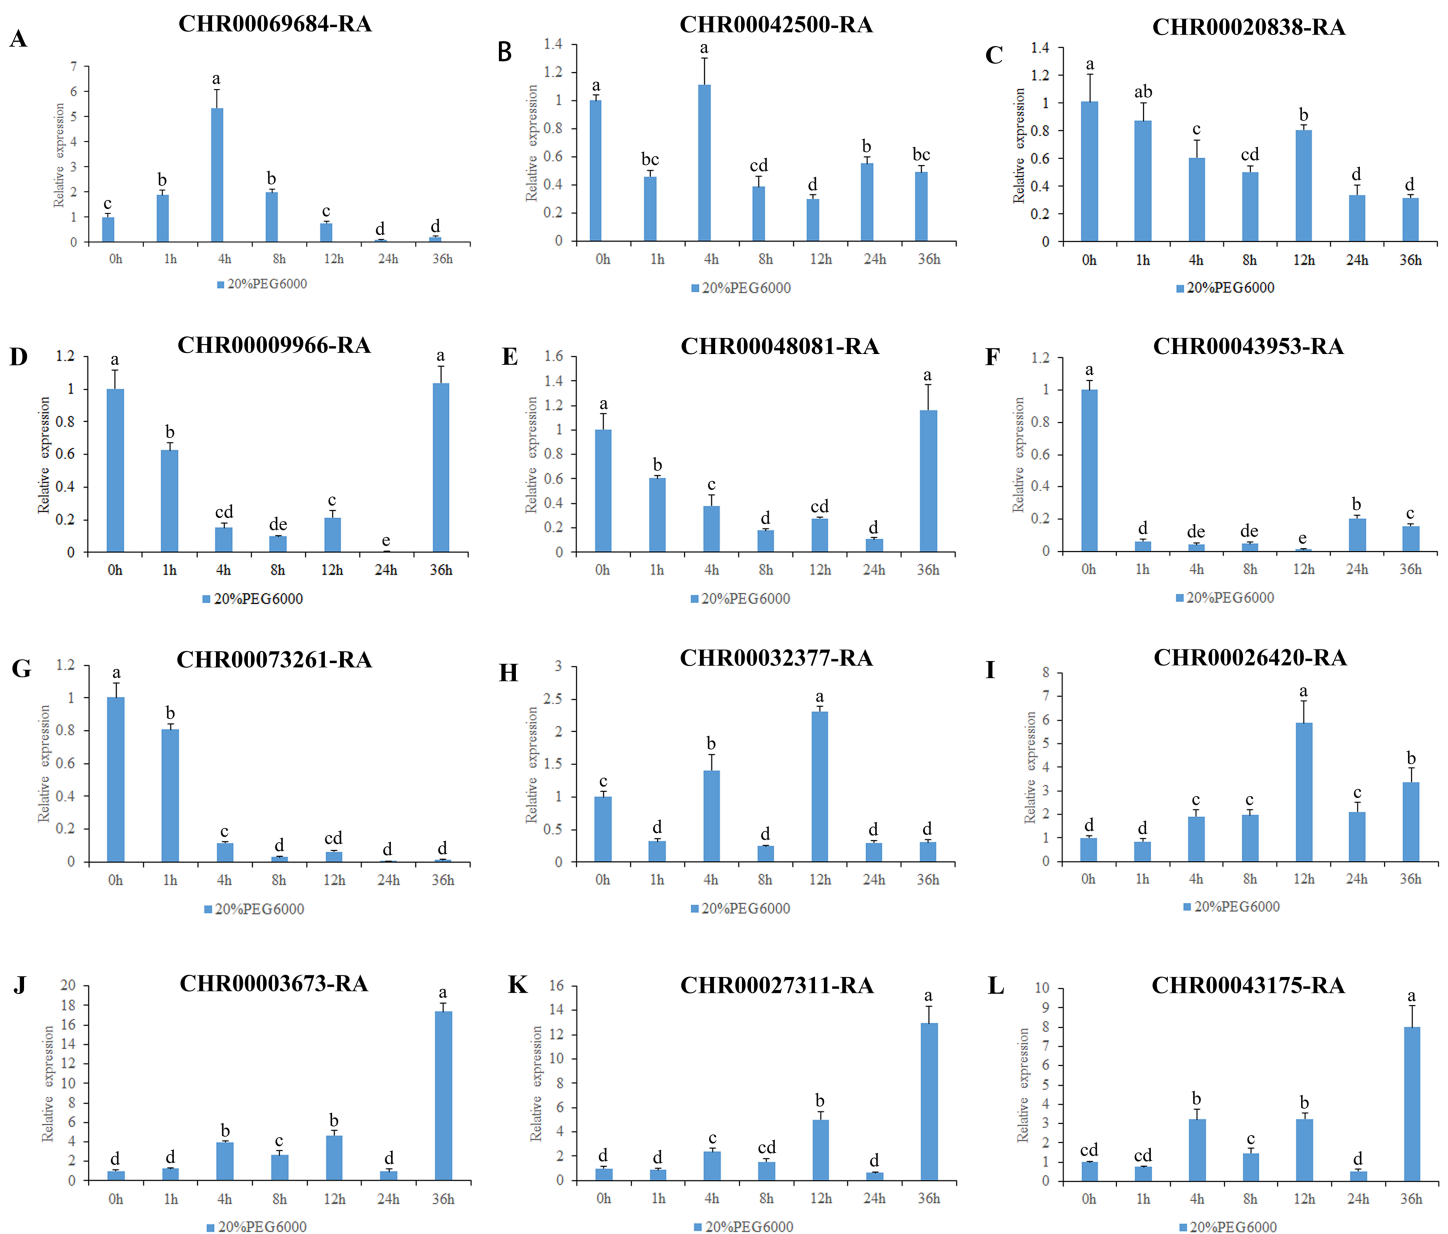 A
CHR00069684-RA
Relative expression
7
6
5
4
3
2
1
0
c
b
a
b
c
d
d
0h 1h 4h 8h 12h 24h 36h
20%PEG6000
B
CHR00042500-RA
Relative expression
1.4
1.2
1
0.8
0.6
0.4
0.2
0
a
bc
a
cd
d
b
bc
0h 1h 4h 8h 12h 24h 36h
20%PEG6000
C
CHR00020838-RA
Relative expression
1.4
1.2
1
0.8
0.6
0.4
0.2
0
a
ab
c
cd
b
d
d
0h 1h 4h 8h 12h 24h 36h
20%PEG6000
D
CHR00009966-RA
Relative expression
1.2
1
0.8
0.6
0.4
0.2
0
a
b
cd
de
c
e
a
0h 1h 4h 8h 12h 24h 36h
20%PEG6000
E
CHR00048081-RA
Relative expression
1.6
1.4
1.2
1
0.8
0.6
0.4
0.2
0
a
b
c
d
cd
d
a
0h 1h 4h 8h 12h 24h 36h
20%PEG6000
F
CHR00043953-RA
Relative expression
1.2
1
0.8
0.6
0.4
0.2
0
a
d
de
d
e
b
c
0h 1h 4h 8h 12h 24h 36h
20%PEG6000
G
CHR00073261-RA
Relative expression
1.2
1
0.8
0.6
0.4
0.2
0
a
b
c
d
cd
d
d
0h 1h 4h 8h 12h 24h 36h
20%PEG6000
H
CHR00032377-RA
Relative expression
3
2.5
2
1.5
1
0.5
0
c
d
b
d
a
d
d
0h 1h 4h 8h 12h 24h 36h
20%PEG6000
I
CHR00026420-RA
Relative expression
8
7
6
5
4
3
2
1
0
d
d
c
c
a
c
b
0h 1h 4h 8h 12h 24h 36h
20%PEG6000
J
CHR00003673-RA
Relative expression
20
18
16
14
12
10
8
6
4
2
0
d
d
b
c
b
d
a
0h 1h 4h 8h 12h 24h 36h
20%PEG6000
K
CHR00027311-RA
Relative expression
16
14
12
10
8
6
4
2
0
d
d
c
cd
b
d
a
0h 1h 4h 8h 12h 24h 36h
20%PEG6000
L
CHR00043175-RA
Relative expression
10
9
8
7
6
5
4
3
2
1
0
cd
cd
b
c
b
d
a
0h 1h 4h 8h 12h 24h 36h
20%PEG6000